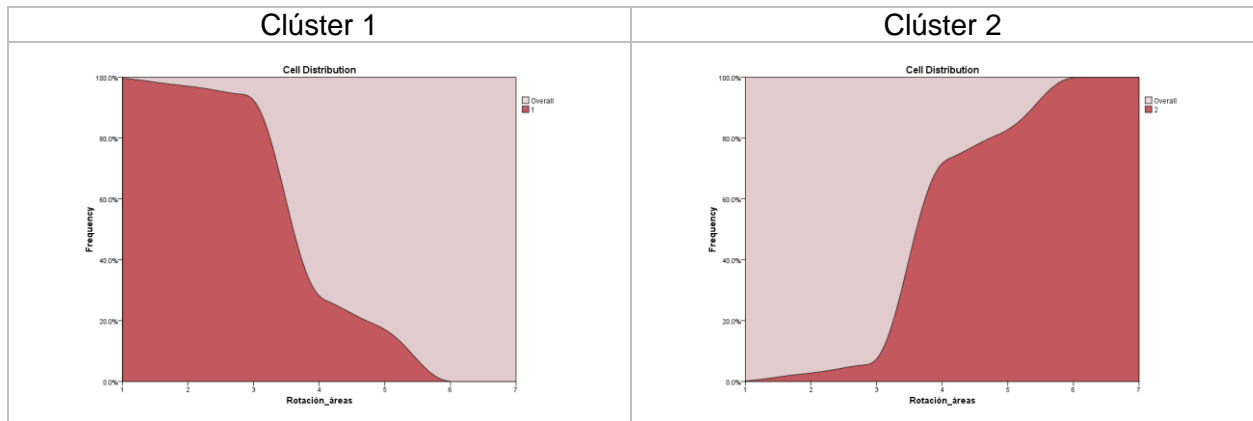 Clúster 1
Clúster 2
Cell Distribution
100.0%
80.0%
60.0%
40.0%
20.0%
0.0%
Frequency
1 2 3 4 5 6 7
Rotación_áreas
Overall
1
Cell Distribution
100.0%
80.0%
60.0%
40.0%
20.0%
0.0%
Frequency
1 2 3 4 5 6 7
Rotación_áreas
Overall
2